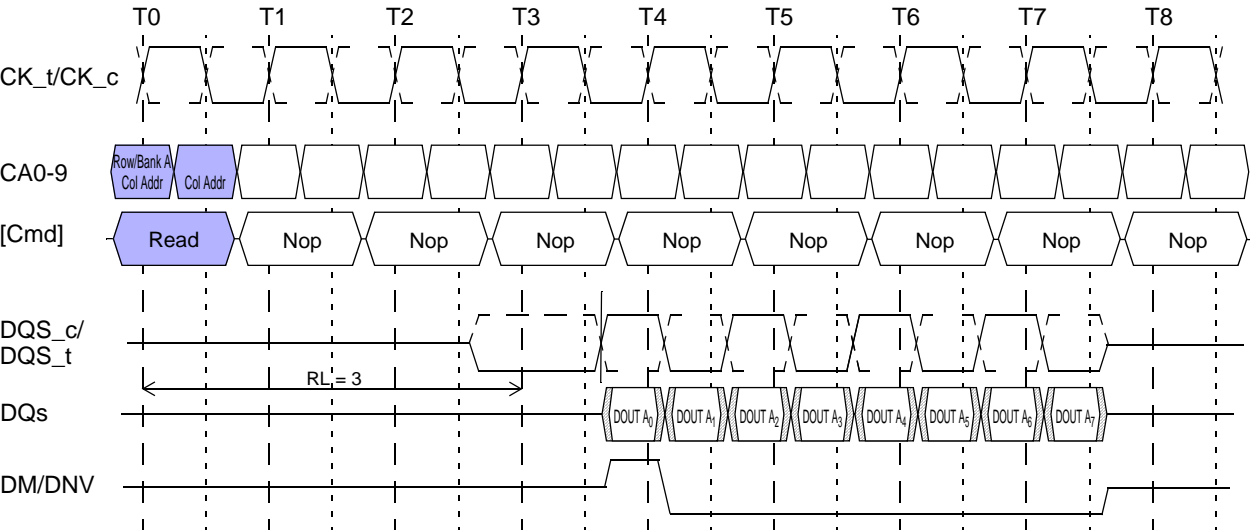 T0 T1 T2 T3 T4 T5 T6 T7 T8
CK_t/CK_c
CA0-9
Row/Bank A
Col Addr
Col Addr
[Cmd]
Read Nop Nop Nop Nop Nop Nop Nop Nop
DQS_c/
DQS_t
RL = 3
DQs
DOUT A0 DOUT A1 DOUT A2 DOUT A3 DOUT A4 DOUT A5 DOUT A6 DOUT A7
DM/DNV